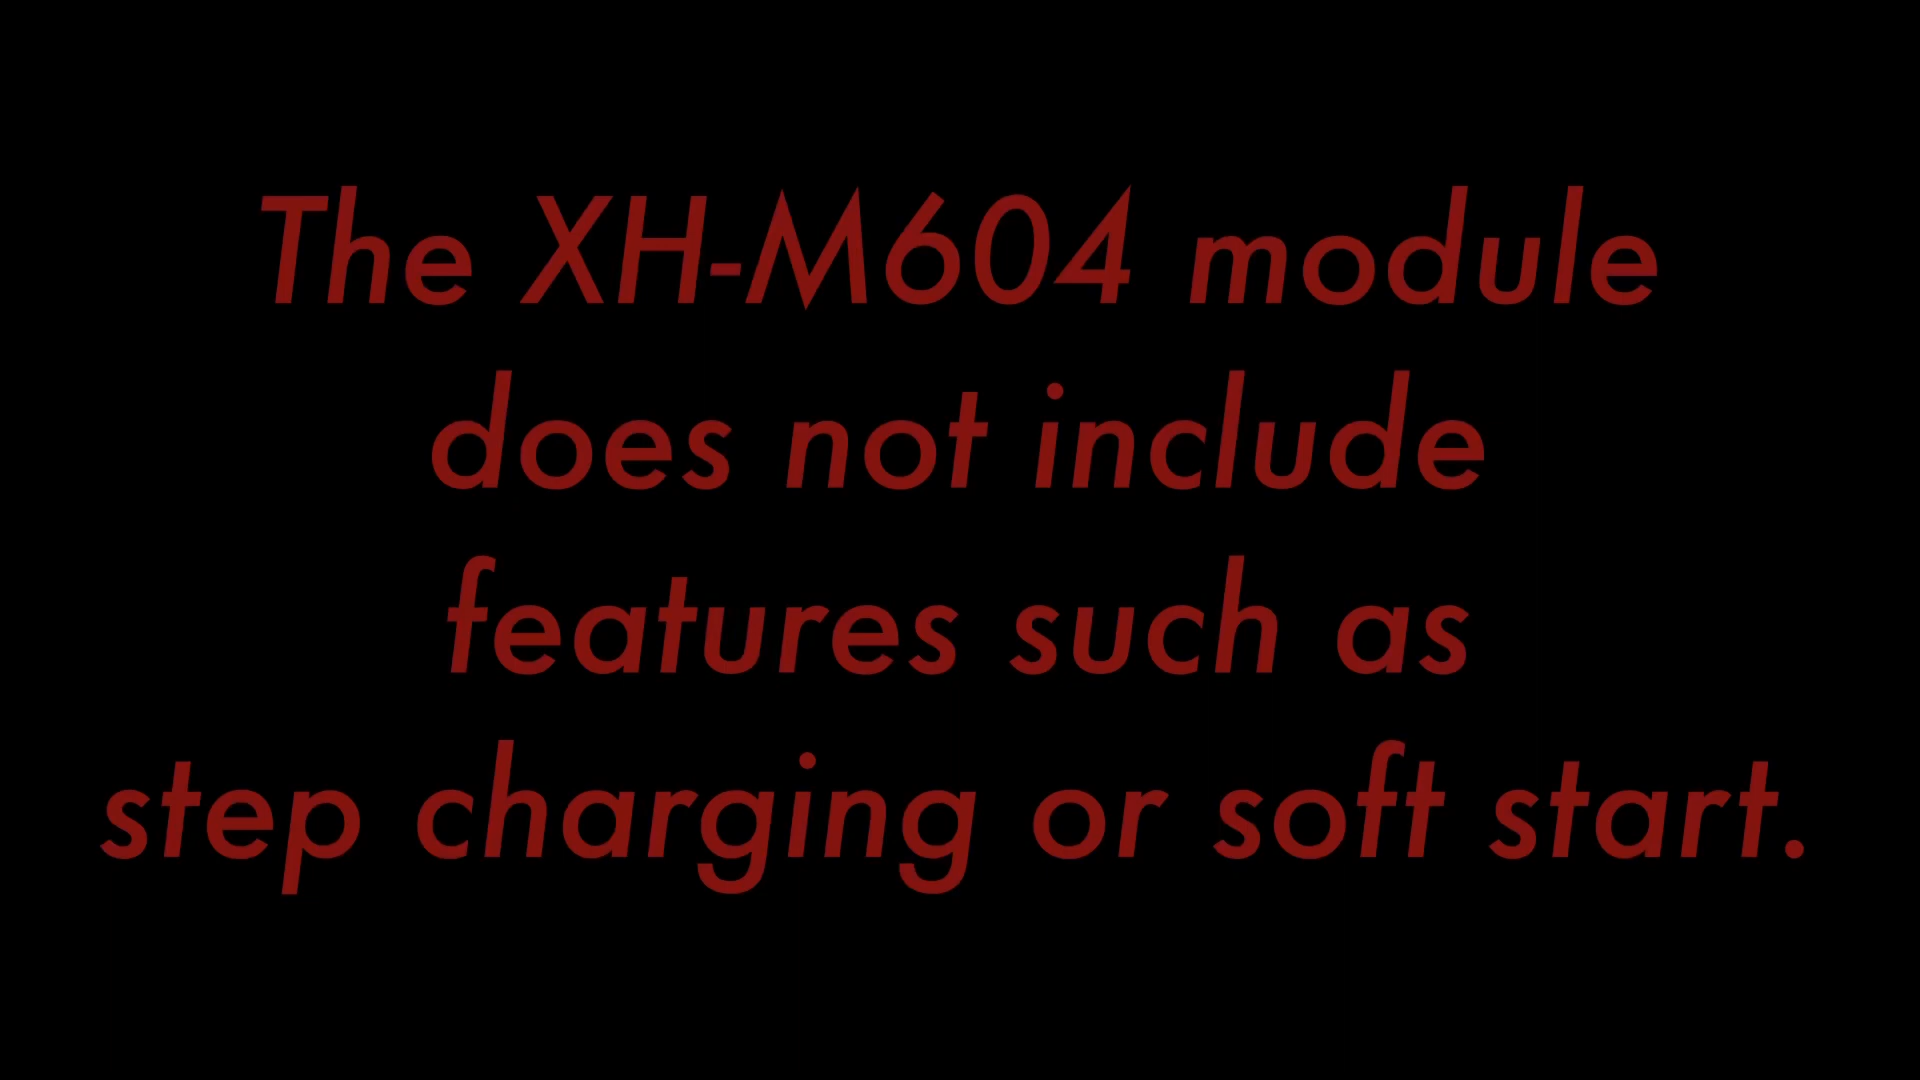 The XH-M604 module
does not include
features such as
step charging or soft start.